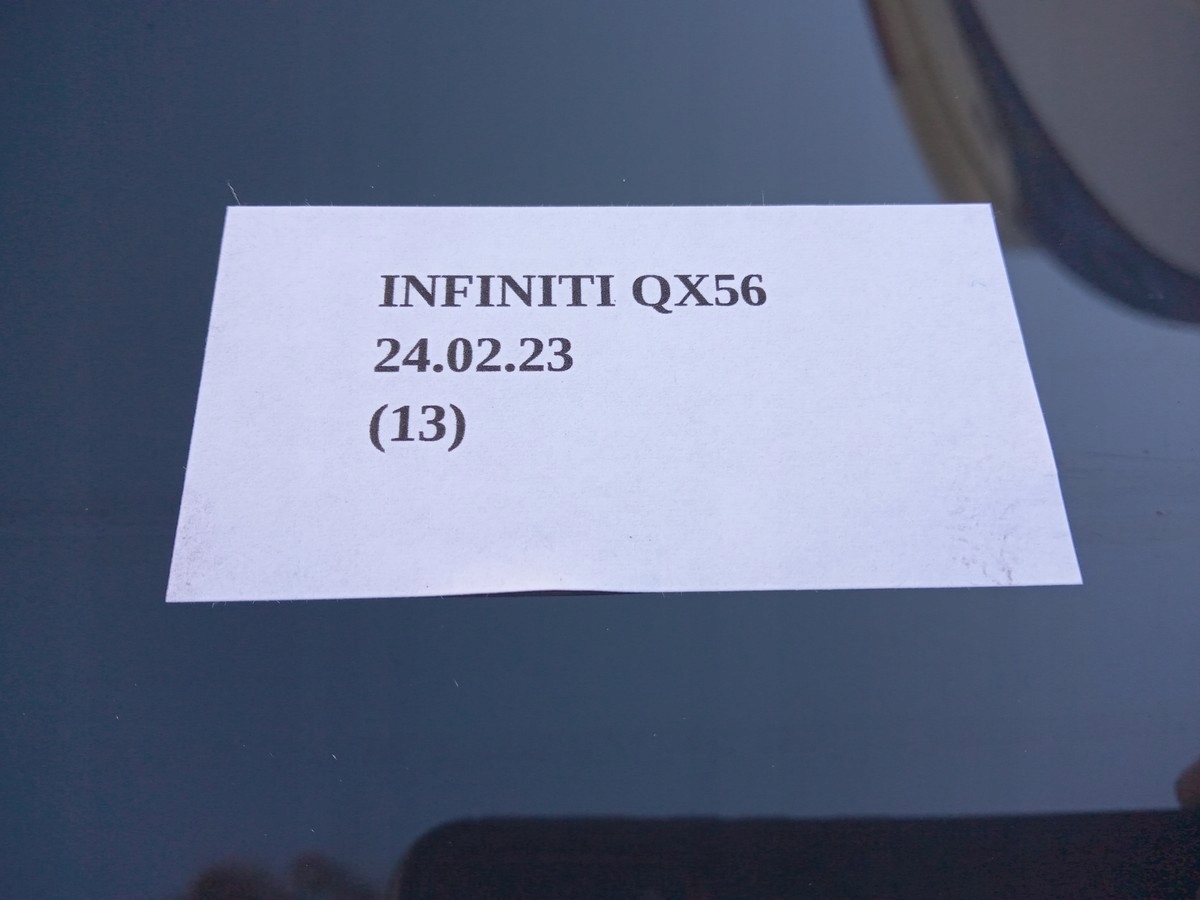 INFINITI QX56
24.02.23
(13)